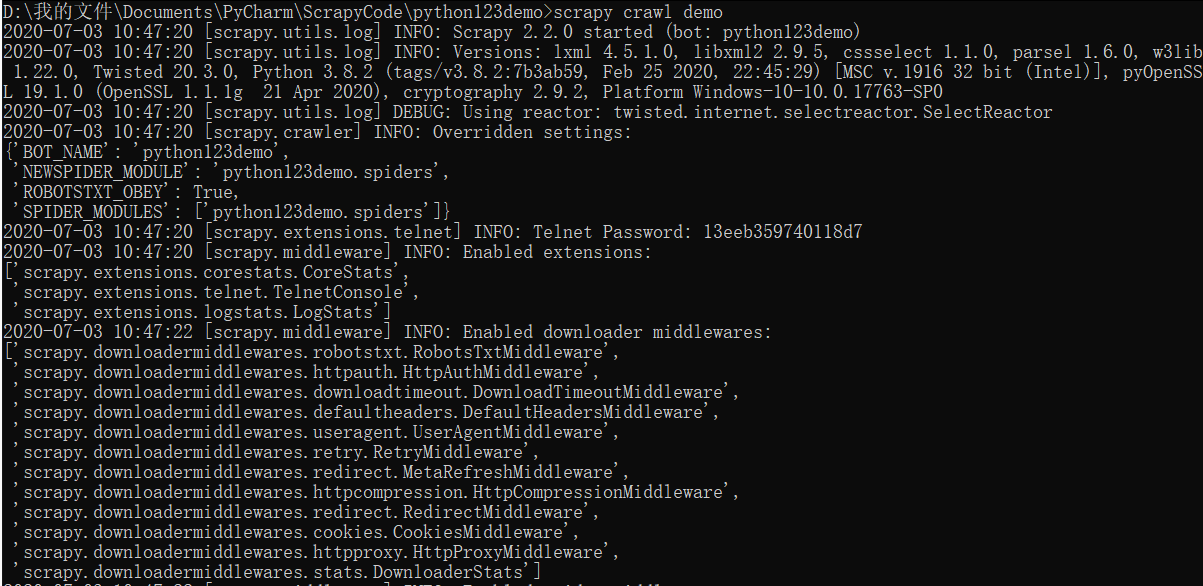 D:\我的文件\Documents\PyCharm\ScrapyCode\python123demo>scrapy crawl demo
2020-07-03 10:47:20 [scrapy.utils.log] INFO: Scrapy 2.2.0 started (bot: python123demo)
2020-07-03 10:47:20 [scrapy.utils.log] INFO: Versions: lxml 4.5.1.0, libxml2 2.9.5, cssselect 1.1.0, parsel 1.6.0, w3lib
 1.22.0, Twisted 20.3.0, Python 3.8.2 (tags/v3.8.2:7b3ab59, Feb 25 2020, 22:45:29) [MSC v.1916 32 bit (Intel)], pyOpenSS
L 19.1.0 (OpenSSL 1.1.1g  21 Apr 2020), cryptography 2.9.2, Platform Windows-10-10.0.17763-SP0
2020-07-03 10:47:20 [scrapy.utils.log] DEBUG: Using reactor: twisted.internet.selectreactor.SelectReactor
2020-07-03 10:47:20 [scrapy.crawler] INFO: Overridden settings:
{'BOT_NAME': 'python123demo',
 'NEWSPIDER_MODULE': 'python123demo.spiders',
 'ROBOTSTXT_OBEY': True,
 'SPIDER_MODULES': ['python123demo.spiders']}
2020-07-03 10:47:20 [scrapy.extensions.telnet] INFO: Telnet Password: 13eeb359740118d7
2020-07-03 10:47:20 [scrapy.middleware] INFO: Enabled extensions:
['scrapy.extensions.corestats.CoreStats',
 'scrapy.extensions.telnet.TelnetConsole',
 'scrapy.extensions.logstats.LogStats']
2020-07-03 10:47:22 [scrapy.middleware] INFO: Enabled downloader middlewares:
['scrapy.downloadermiddlewares.robotstxt.RobotsTxtMiddleware',
 'scrapy.downloadermiddlewares.httpauth.HttpAuthMiddleware',
 'scrapy.downloadermiddlewares.downloadtimeout.DownloadTimeoutMiddleware',
 'scrapy.downloadermiddlewares.defaultheaders.DefaultHeadersMiddleware',
 'scrapy.downloadermiddlewares.useragent.UserAgentMiddleware',
 'scrapy.downloadermiddlewares.retry.RetryMiddleware',
 'scrapy.downloadermiddlewares.redirect.MetaRefreshMiddleware',
 'scrapy.downloadermiddlewares.httpcompression.HttpCompressionMiddleware',
 'scrapy.downloadermiddlewares.redirect.RedirectMiddleware',
 'scrapy.downloadermiddlewares.cookies.CookiesMiddleware',
 'scrapy.downloadermiddlewares.httpproxy.HttpProxyMiddleware',
 'scrapy.downloadermiddlewares.stats.DownloaderStats']